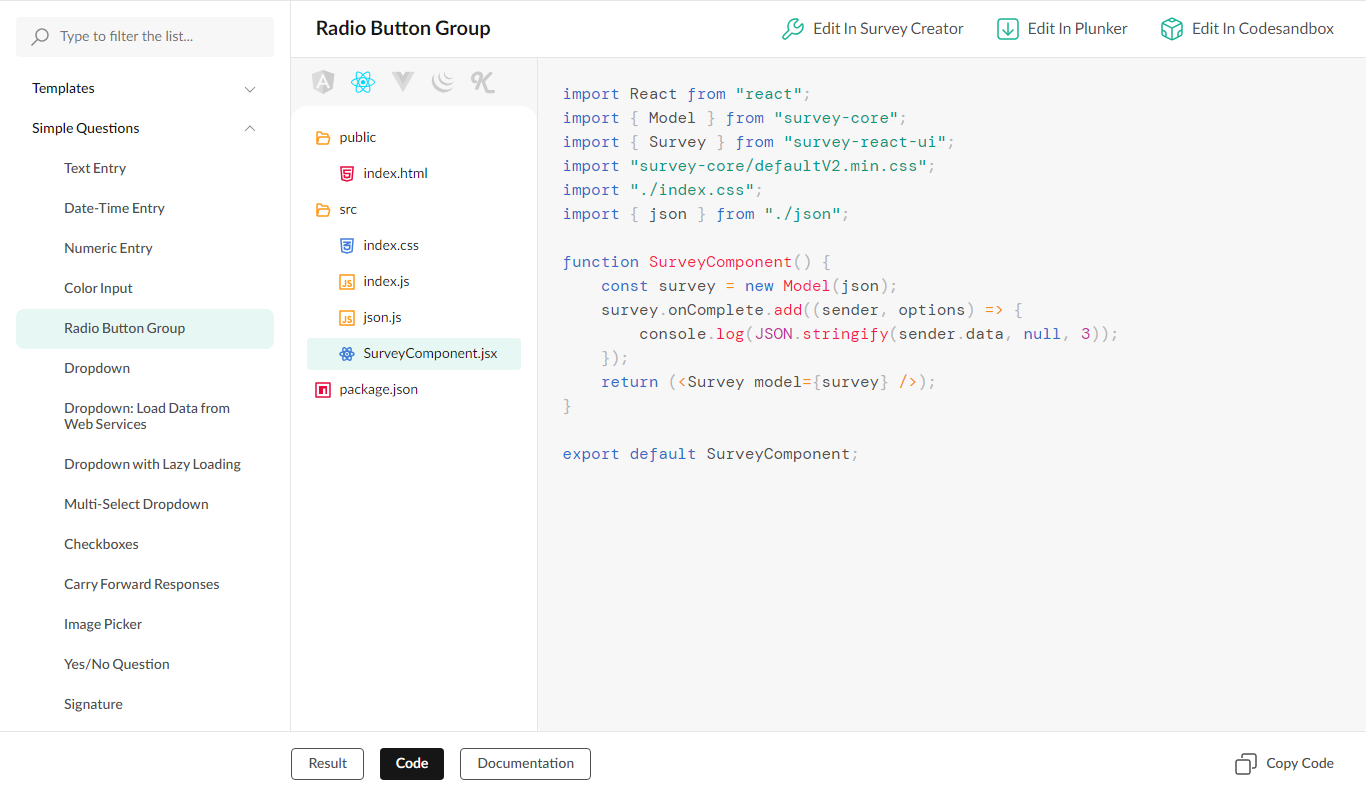 Type to filter the list...
Templates
Simple Questions
Text Entry
Date-Time Entry
Numeric Entry
Color Input
Radio Button Group
Dropdown
Dropdown: Load Data from
Web Services
Dropdown with Lazy Loading
Multi-Select Dropdown
Checkboxes
Carry Forward Responses
Image Picker
Yes/No Question
Signature
Radio Button Group
Edit In Survey Creator
Edit In Plunker
Edit In Codesandbox
public
index.html
src
index.css
JS index.js
JS json.js
SurveyComponent.jsx
package.json
import React from "react";
import { Model } from "survey-core";
import { Survey } from "survey-react-ui";
import "survey-core/defaultV2.min.css";
import "./index.css";
import { json } from "./json";
function SurveyComponent() {
    const survey = new Model(json);
    survey.onComplete.add((sender, options) => {
        console.log(JSON.stringify(sender.data, null, 3));
    });
    return (<Survey model={survey} />);
}
export default SurveyComponent;
Result
Code
Documentation
Copy Code